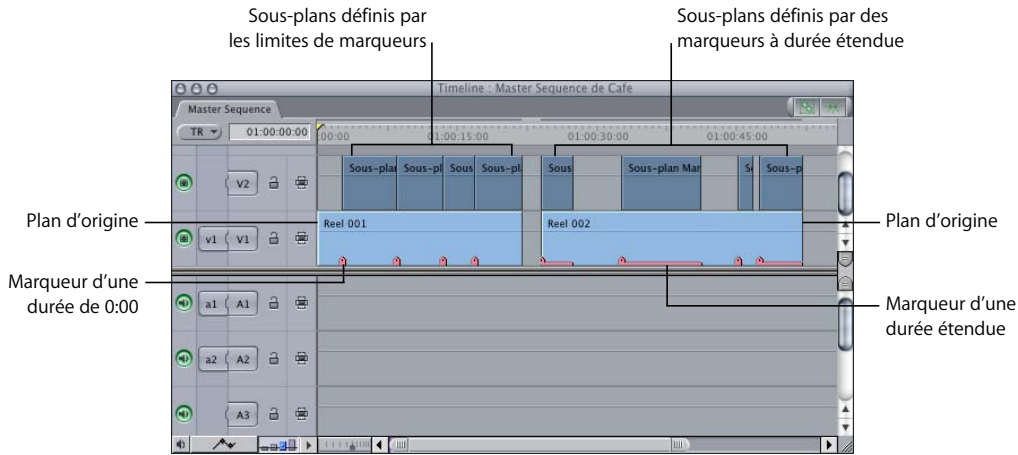 Sous-plans définis par
les limites de marqueurs
Sous-plans définis par des
marqueurs à durée étendue
Timeline : Master Sequence de Cafe
Master Sequence
TR
01:00:00:00
:00:00
01:00:15:00
01:00:30:00
01:00:45:00
V2
Sous-plan
Sous-pl
Sous
Sous-pl
Sous
Sous-plan Mar
S
Sous-p
Plan d'origine
v1
V1
Reel 001
Reel 002
Plan d'origine
Marqueur d'une
durée de 0:00
a1
A1
Marqueur d'une
durée étendue
a2
A2
A3